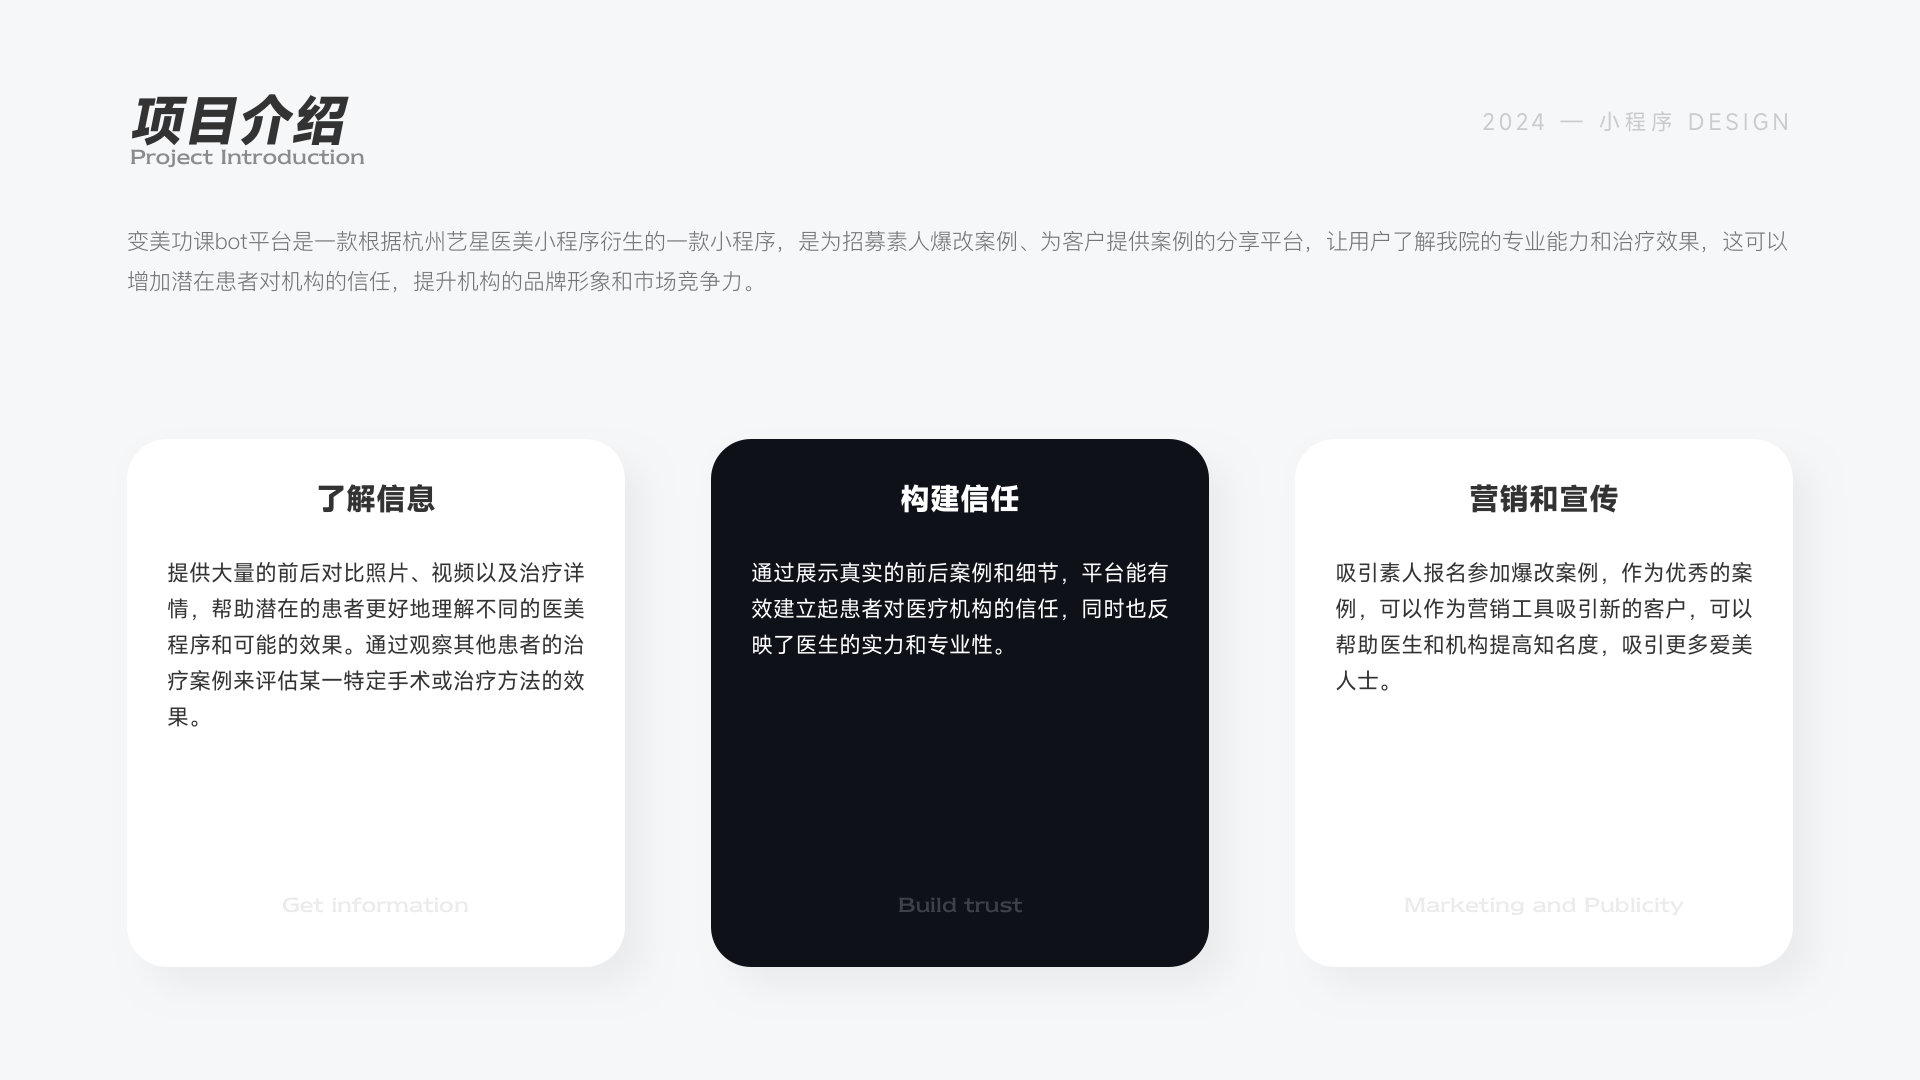 项目介绍
Project Introduction
2024 一 小程序 DESIGN
变美功课bot平台是一款根据杭州艺星医美小程序衍生的一款小程序，是为招募素人爆改案例、为客户提供案例的分享平台，让用户了解我院的专业能力和治疗效果，这可以
增加潜在患者对机构的信任，提升机构的品牌形象和市场竞争力。
了解信息
提供大量的前后对比照片、视频以及治疗详
情，帮助潜在的患者更好地理解不同的医美
程序和可能的效果。通过观察其他患者的治
疗案例来评估某一特定手术或治疗方法的效
果。
Get information
构建信任
通过展示真实的前后案例和细节，平台能有
效建立起患者对医疗机构的信任，同时也反
映了医生的实力和专业性。
Build trust
营销和宣传
吸引素人报名参加爆改案例，作为优秀的案
例，可以作为营销工具吸引新的客户，可以
帮助医生和机构提高知名度，吸引更多爱美
人士。
Marketing and Publicity